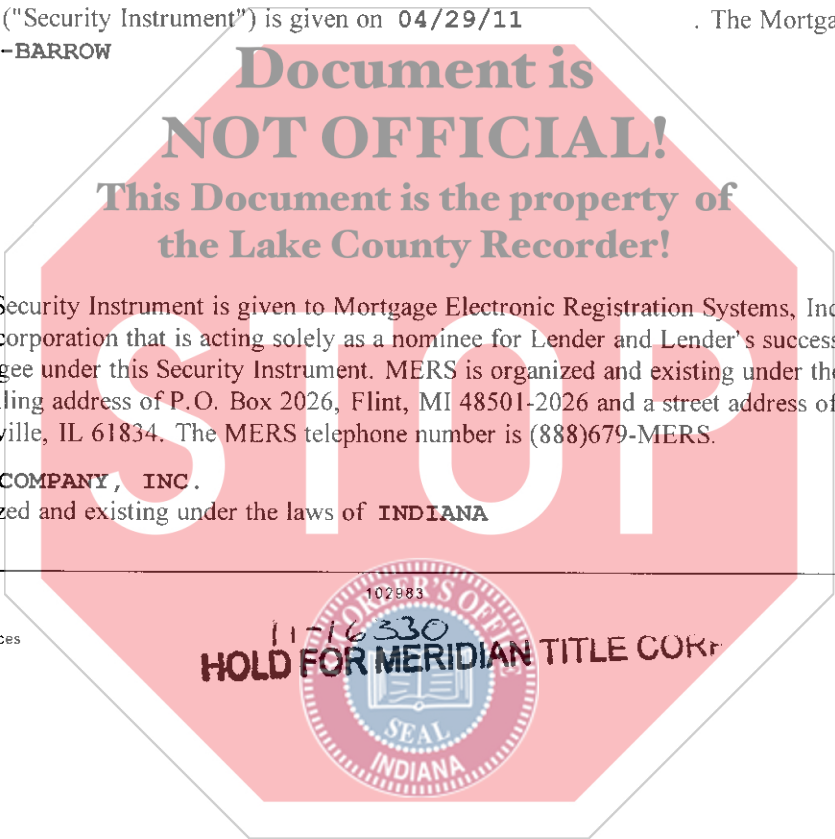 ("Security Instrument") is given on 04/29/11 . The Mortga
-BARROW
Document is
NOT OFFICIAL!
This Document is the property of
the Lake County Recorder!
Security Instrument is given to Mortgage Electronic Registration Systems, Inc
corporation that is acting solely as a nominee for Lender and Lender's success
gee under this Security Instrument. MERS is organized and existing under the
ling address of P.O. Box 2026, Flint, MI 48501-2026 and a street address of
ville, IL 61834. The MERS telephone number is (888)679-MERS.
STOP
COMPANY, INC.
zed and existing under the laws of INDIANA
102983
ces
11-16330
HOLD FOR MERIDIAN TITLE CORP
RECORDER'S OFFICE
SEAL
INDIANA